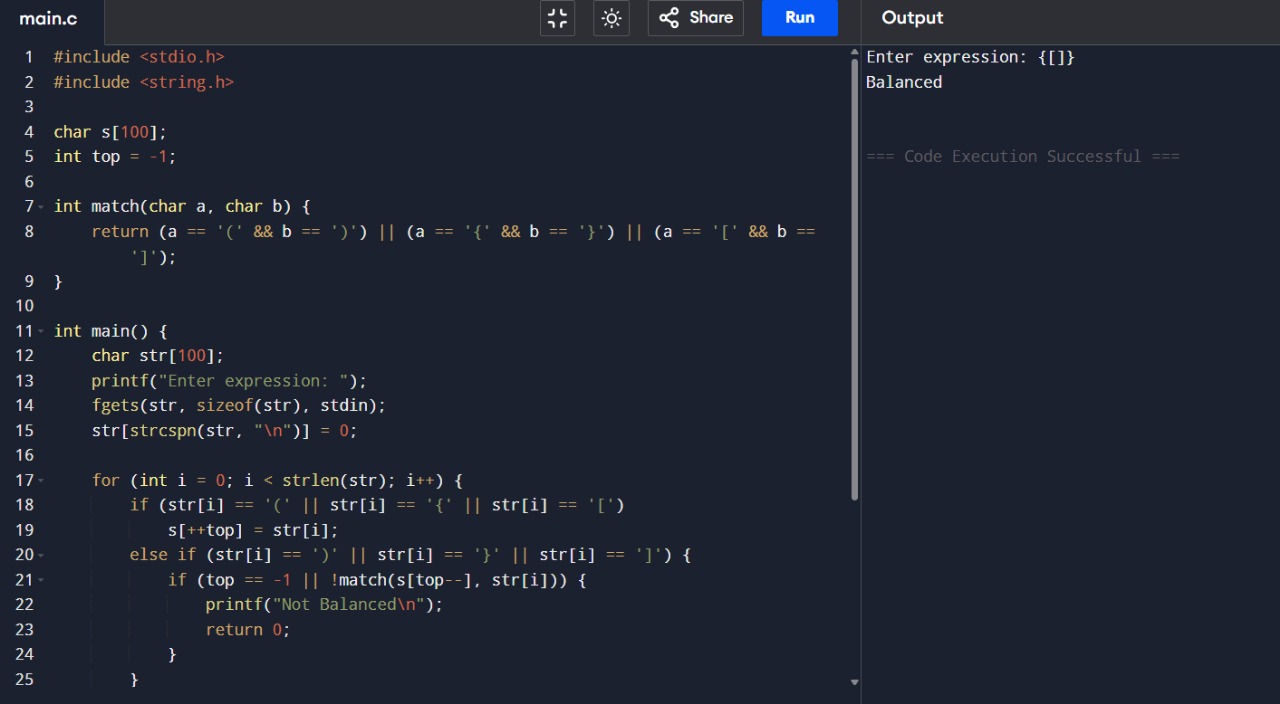 main.c
Share
Run
Output
1 #include <stdio.h>
2 #include <string.h>
3
4 char s[100];
5 int top = -1;
6
7 int match(char a, char b) {
8     return (a == '(' && b == ')') || (a == '{' && b == '}') || (a == '[' && b ==
        ']');
9 }
10
11 int main() {
12     char str[100];
13     printf("Enter expression: ");
14     fgets(str, sizeof(str), stdin);
15     str[strcspn(str, "\n")] = 0;
16
17     for (int i = 0; i < strlen(str); i++) {
18         if (str[i] == '(' || str[i] == '{' || str[i] == '[')
19             s[++top] = str[i];
20         else if (str[i] == ')' || str[i] == '}' || str[i] == ']') {
21             if (top == -1 || !match(s[top--], str[i])) {
22                 printf("Not Balanced\n");
23                 return 0;
24             }
25         }
Enter expression: {[]}
Balanced
=== Code Execution Successful ===